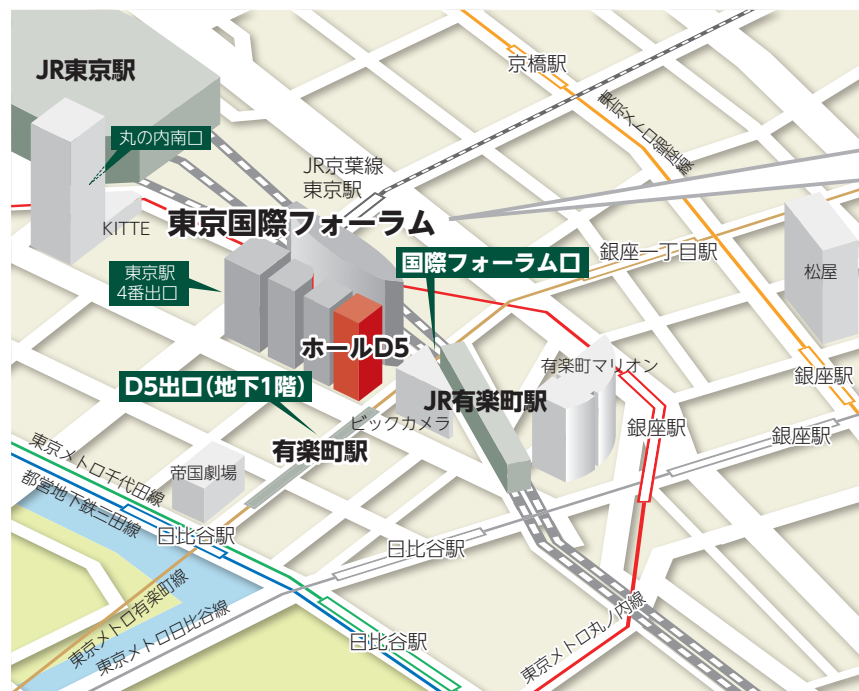 JR東京駅
京橋駅
東京メトロ銀座線
丸の内南口
JR京葉線
東京駅
KITTE
東京国際フォーラム
国際フォーラム口
銀座一丁目駅
松屋
東京駅
4番出口
ホールD5
有楽町マリオン
D5出口(地下1階)
JR有楽町駅
銀座駅
ビックカメラ
銀座駅
銀座駅
有楽町駅
東京メトロ千代田線
帝国劇場
都営地下鉄三田線
日比谷駅
日比谷駅
東京メトロ有楽町線
東京メトロ日比谷線
日比谷駅
東京メトロ丸ノ内線